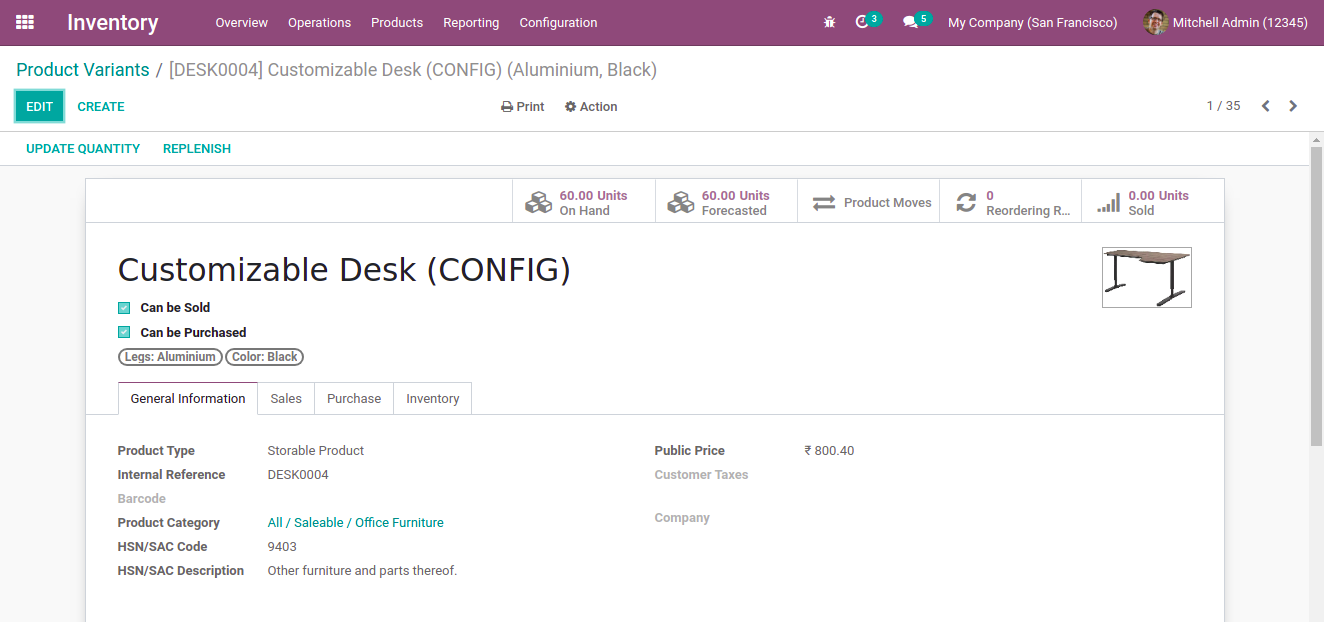 Inventory Overview Operations Products Reporting Configuration 3 5 My Company (San Francisco) Mitchell Admin (12345)
Product Variants / [DESK0004] Customizable Desk (CONFIG) (Aluminium, Black)
EDIT CREATE Print Action 1 / 35
UPDATE QUANTITY REPLENISH
60.00 Units
On Hand
60.00 Units
Forecasted
Product Moves
0
Reordering R...
0.00 Units
Sold
Customizable Desk (CONFIG)
Can be Sold
Can be Purchased
Legs: Aluminium Color: Black
General Information Sales Purchase Inventory
Product Type Storable Product
Internal Reference DESK0004
Barcode
Product Category All / Saleable / Office Furniture
HSN/SAC Code 9403
HSN/SAC Description Other furniture and parts thereof.
Public Price ₹ 800.40
Customer Taxes
Company